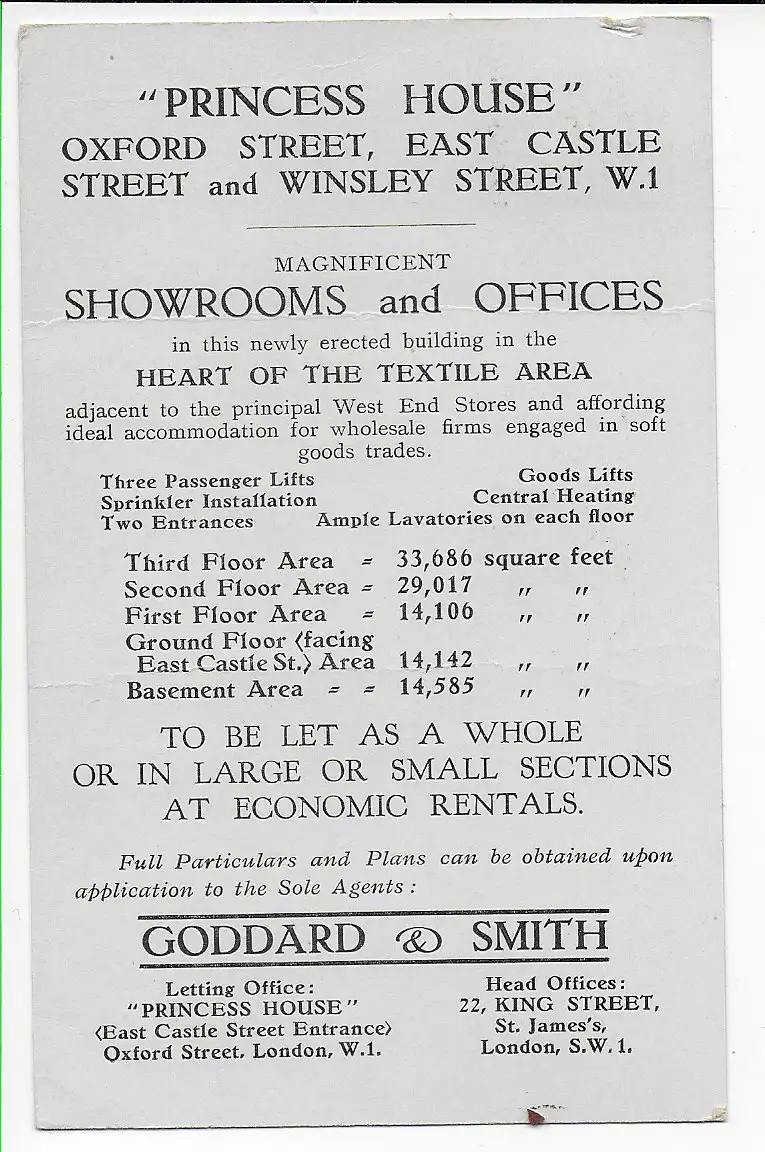 "PRINCESS HOUSE"
OXFORD STREET, EAST CASTLE
STREET and WINSLEY STREET, W.1
MAGNIFICENT
SHOWROOMS and OFFICES
in this newly erected building in the
HEART OF THE TEXTILE AREA
adjacent to the principal West End Stores and affording
ideal accommodation for wholesale firms engaged in soft
goods trades.
Three Passenger Lifts Goods Lifts
Sprinkler Installation Central Heating
Two Entrances Ample Lavatories on each floor
Third Floor Area = 33,686 square feet
Second Floor Area = 29,017 " "
First Floor Area = 14,106 " "
Ground Floor (facing
East Castle St.) Area 14,142 " "
Basement Area = = 14,585 " "
TO BE LET AS A WHOLE
OR IN LARGE OR SMALL SECTIONS
AT ECONOMIC RENTALS.
Full Particulars and Plans can be obtained upon
application to the Sole Agents :
GODDARD & SMITH
Letting Office:
"PRINCESS HOUSE"
(East Castle Street Entrance)
Oxford Street, London, W.1.
Head Offices:
22, KING STREET,
St. James's,
London, S.W.1.